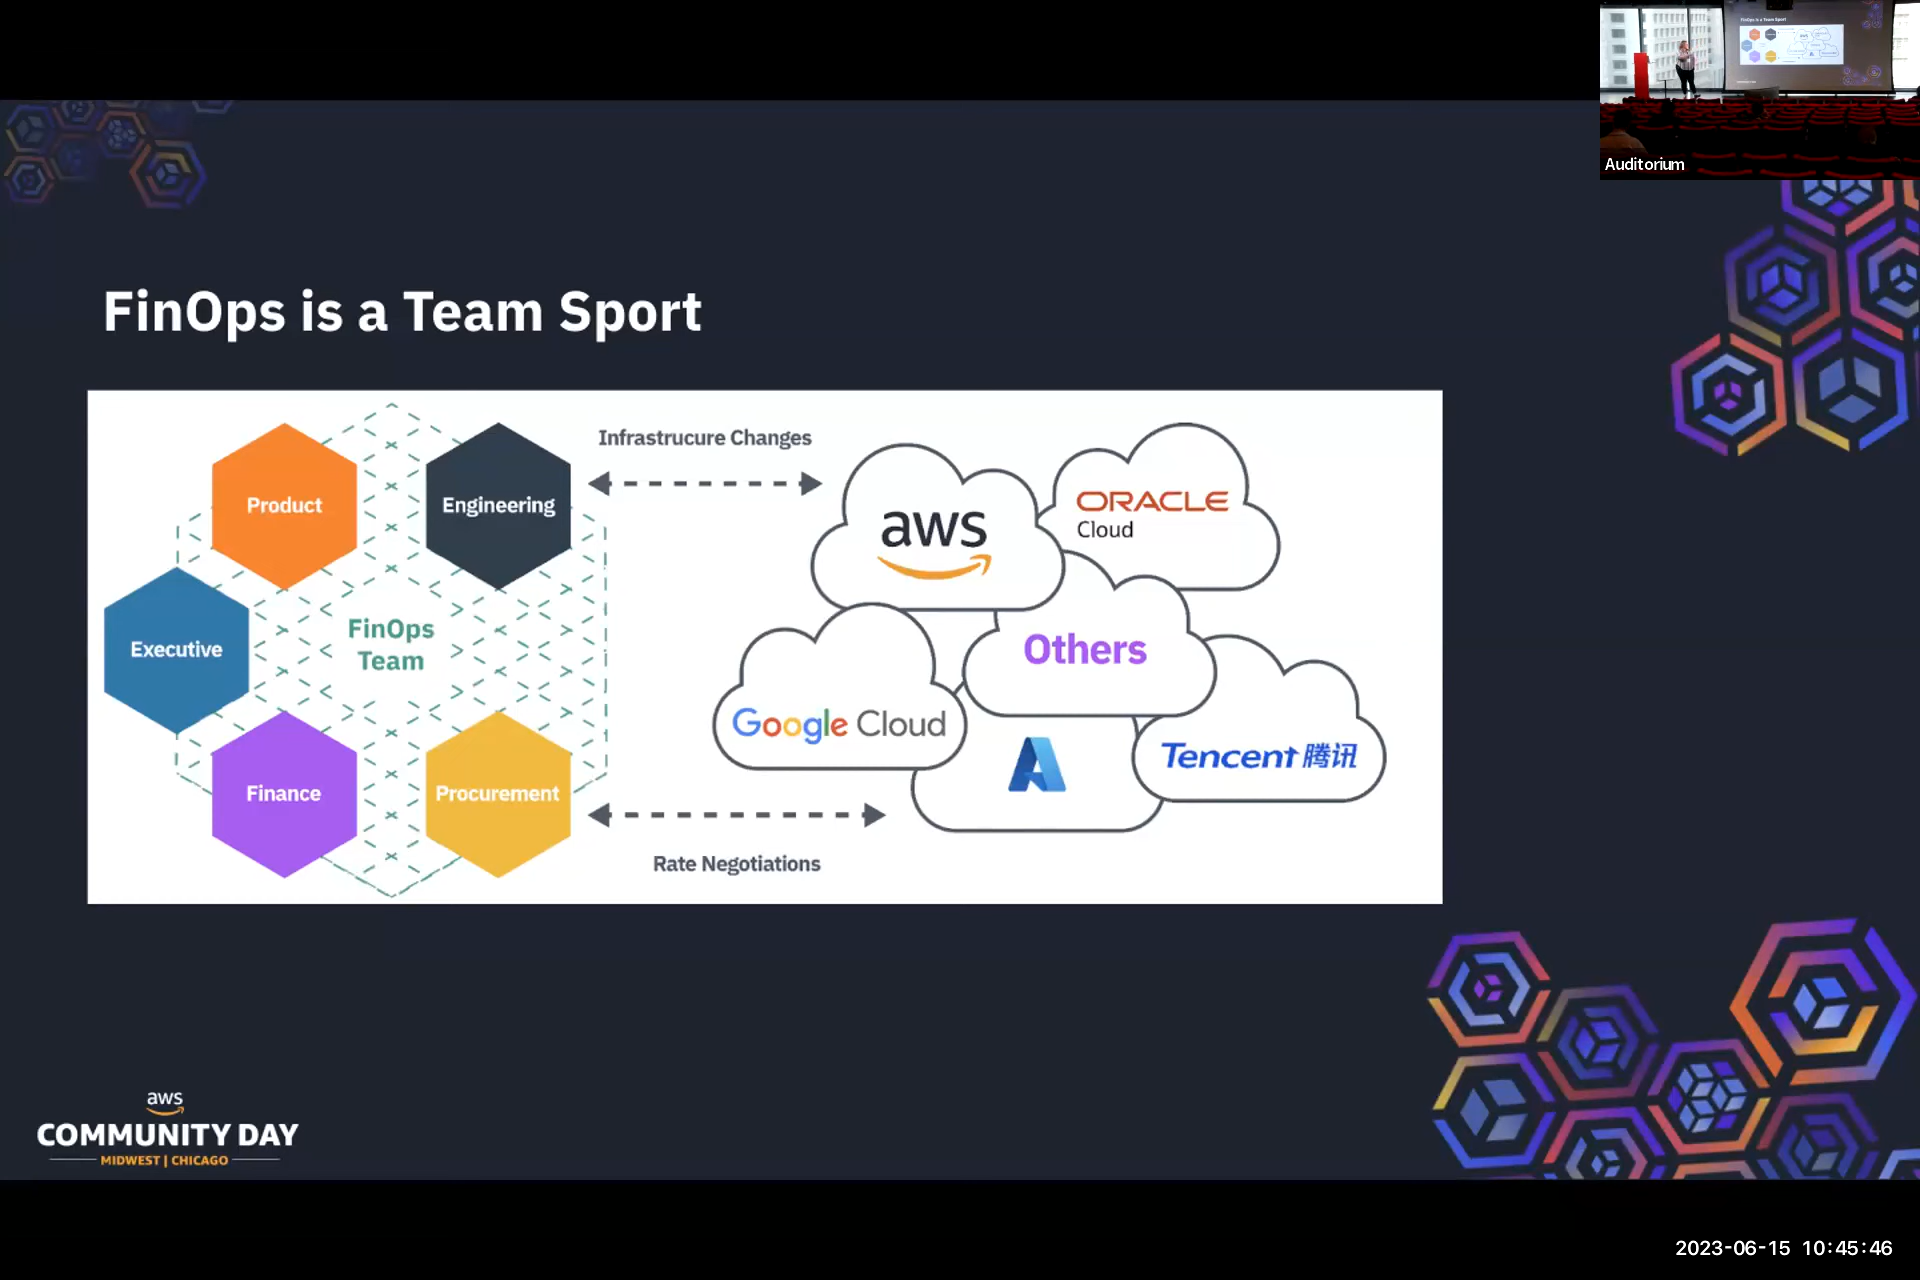 Auditorium
FinOps is a Team Sport
Product
Engineering
Executive
FinOps
Team
Finance
Procurement
Infrastrucure Changes
Rate Negotiations
aws
ORACLE
Cloud
Others
Google Cloud
Tencent 腾讯
aws
COMMUNITY DAY
MIDWEST | CHICAGO
2023-06-15 10:45:46